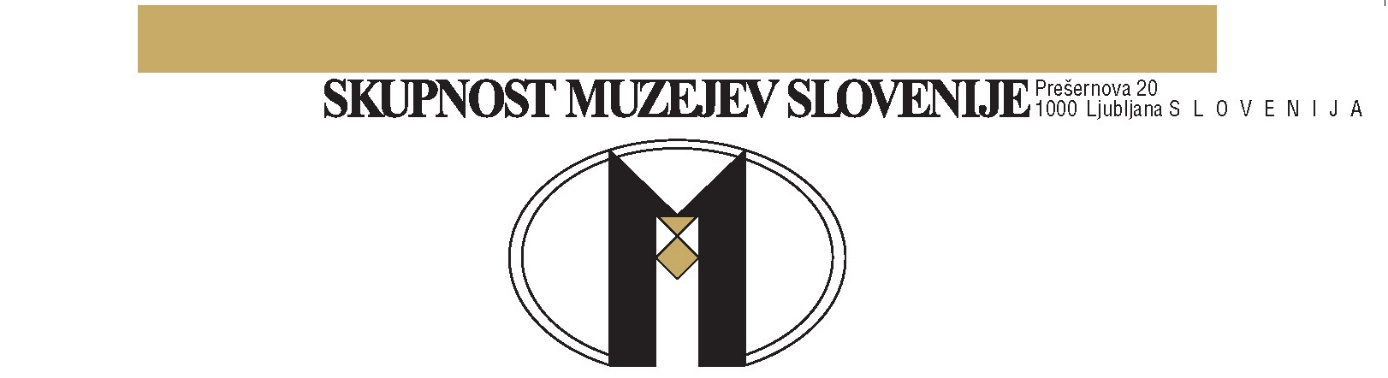 SKUPNOST MUZEJEV SLOVENIJE
Prešernova 20
1000 Ljubljana S L O V E N I J A
M